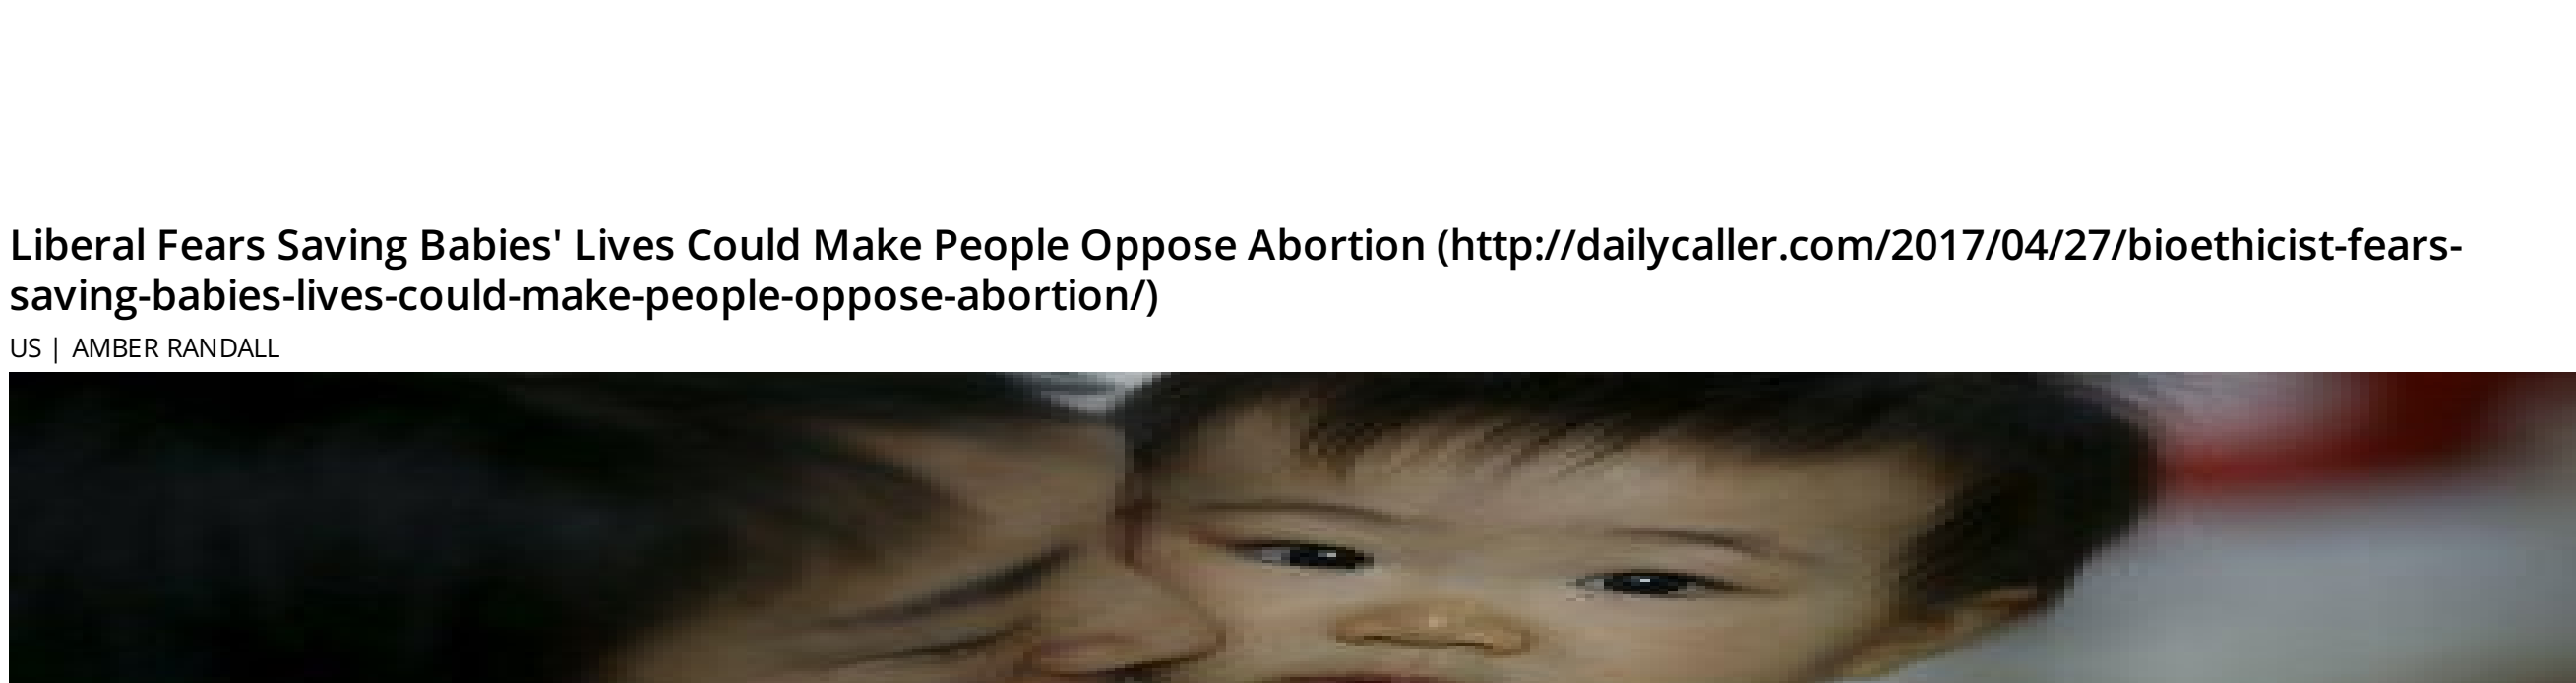 Liberal Fears Saving Babies' Lives Could Make People Oppose Abortion (http://dailycaller.com/2017/04/27/bioethicist-fears-
saving-babies-lives-could-make-people-oppose-abortion/)
US | AMBER RANDALL